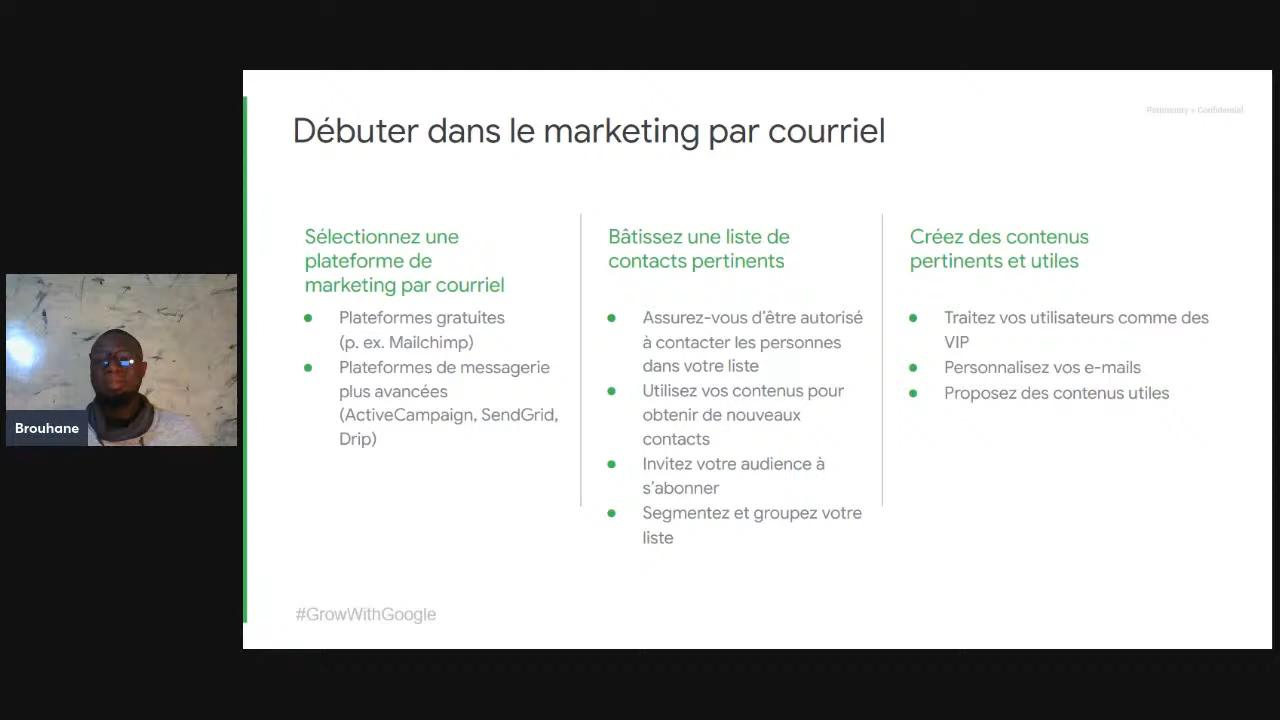 Débuter dans le marketing par courriel
Sélectionnez une
plateforme de
marketing par courriel
Plateformes gratuites
(p. ex. Mailchimp)
Plateformes de messagerie
plus avancées
(ActiveCampaign, SendGrid,
Drip)
Bâtissez une liste de
contacts pertinents
Assurez-vous d'être autorisé
à contacter les personnes
dans votre liste
Utilisez vos contenus pour
obtenir de nouveaux
contacts
Invitez votre audience à
s'abonner
Segmentez et groupez votre
liste
Créez des contenus
pertinents et utiles
Traitez vos utilisateurs comme des
VIP
Personnalisez vos e-mails
Proposez des contenus utiles
Brouhane
#GrowWithGoogle